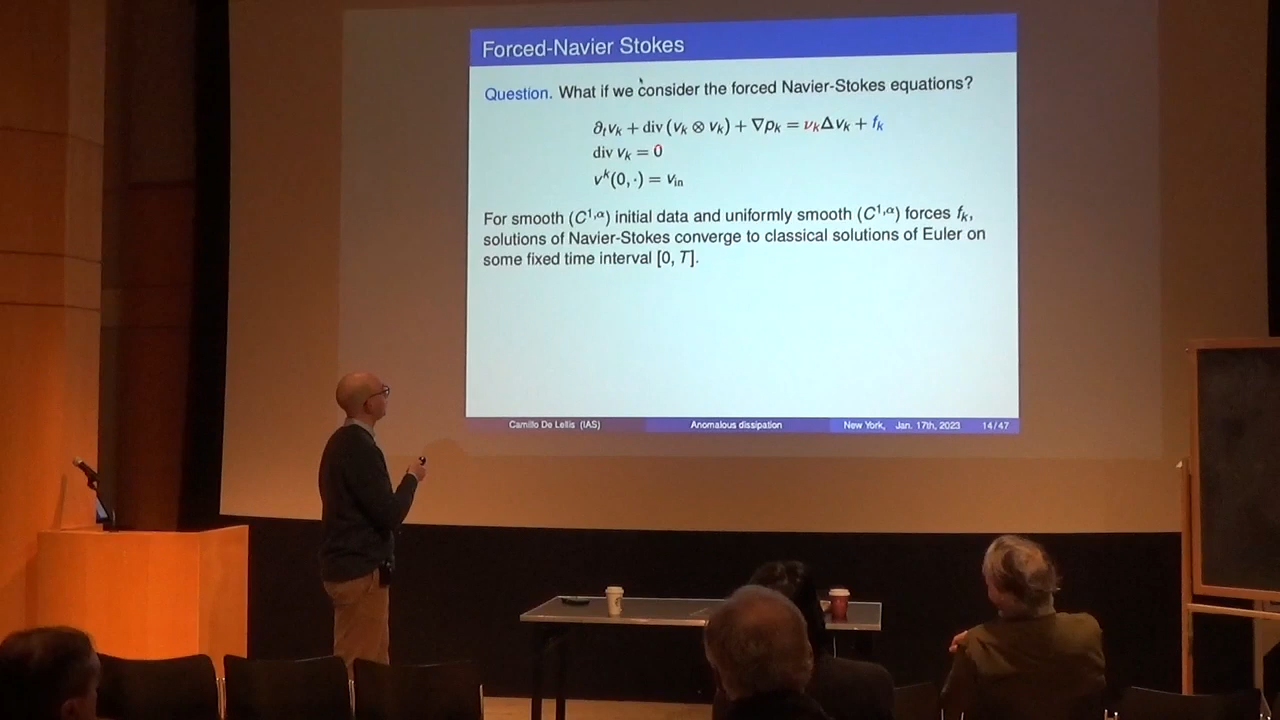 Forced-Navier Stokes
Question. What if we consider the forced Navier-Stokes equations?
∂ₜvₖ + div (vₖ ⊗ vₖ) + ∇pₖ = νₖΔvₖ + fₖ
div vₖ = 0
vᵏ(0, ·) = v_in
For smooth (C^{1,α}) initial data and uniformly smooth (C^{1,α}) forces fₖ,
solutions of Navier-Stokes converge to classical solutions of Euler on
some fixed time interval [0, T].
Camillo De Lellis (IAS) Anomalous dissipation New York, Jan. 17th, 2023 14/47